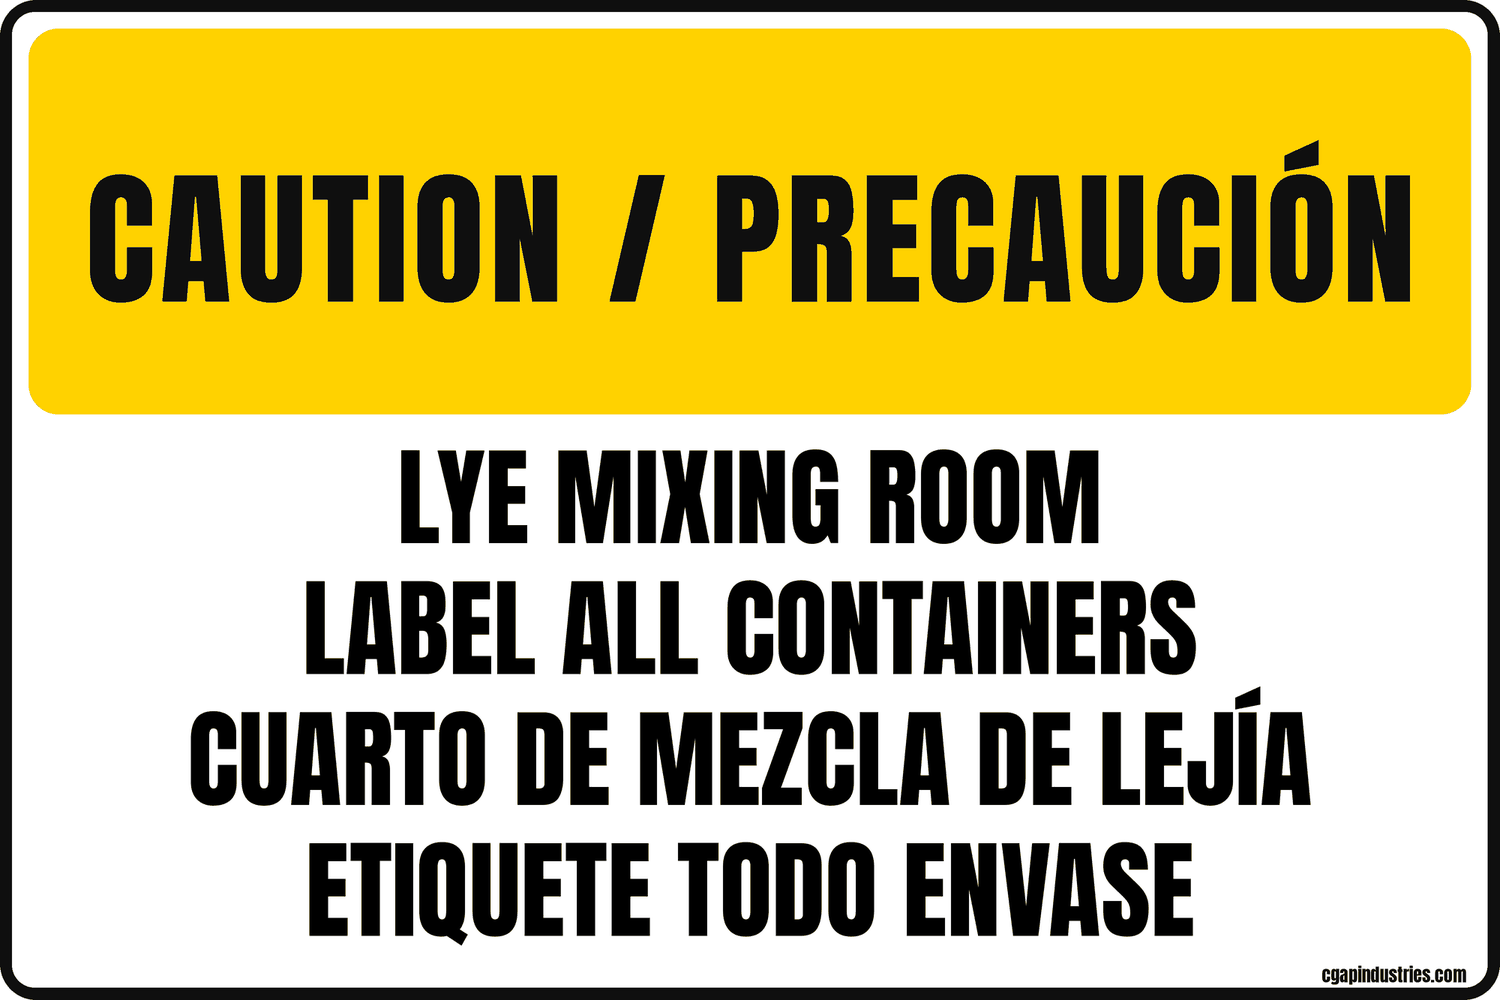 CAUTION / PRECAUCIÓN
LYE MIXING ROOM
LABEL ALL CONTAINERS
CUARTO DE MEZCLA DE LEJÍA
ETIQUETE TODO ENVASE
cgapindustries.com